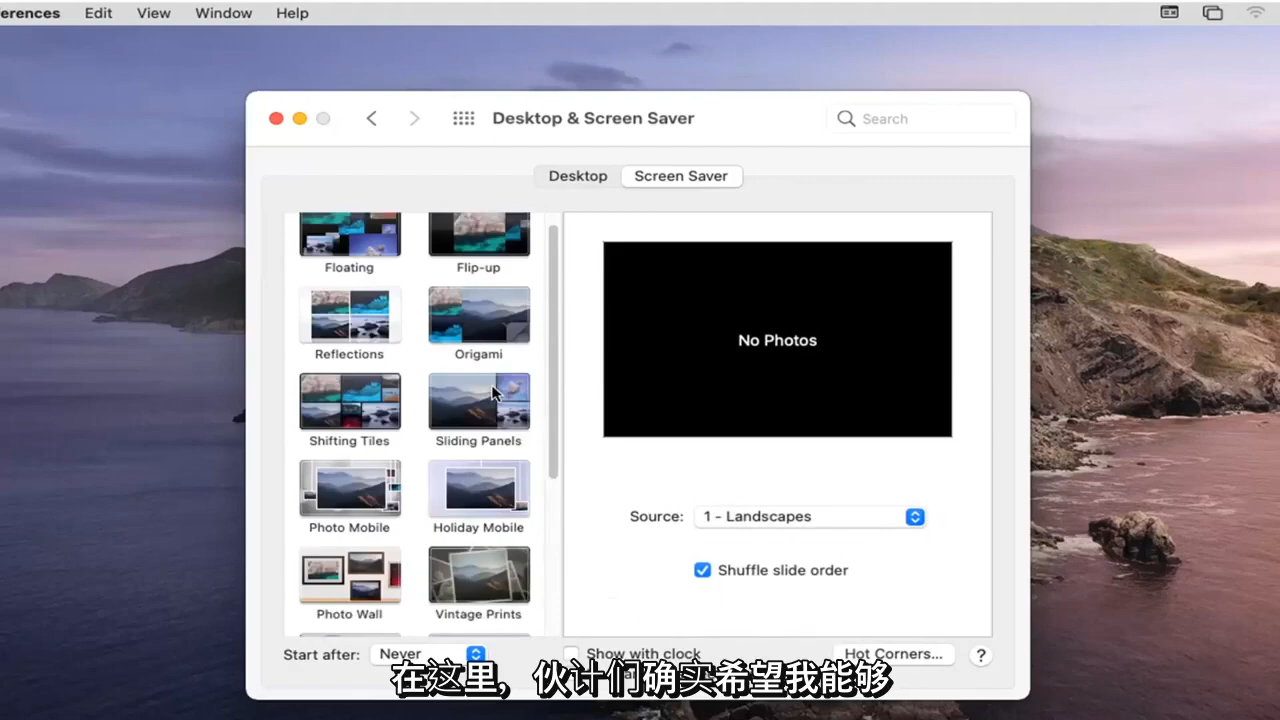 erences Edit View Window Help
Desktop & Screen Saver
Search
Desktop Screen Saver
Floating Flip-up
Reflections Origami
Shifting Tiles Sliding Panels
Photo Mobile Holiday Mobile
Photo Wall Vintage Prints
No Photos
Source: 1 - Landscapes
Shuffle slide order
Start after: Never Show with clock Hot Corners... ?
在这里，伙计们确实希望我能够